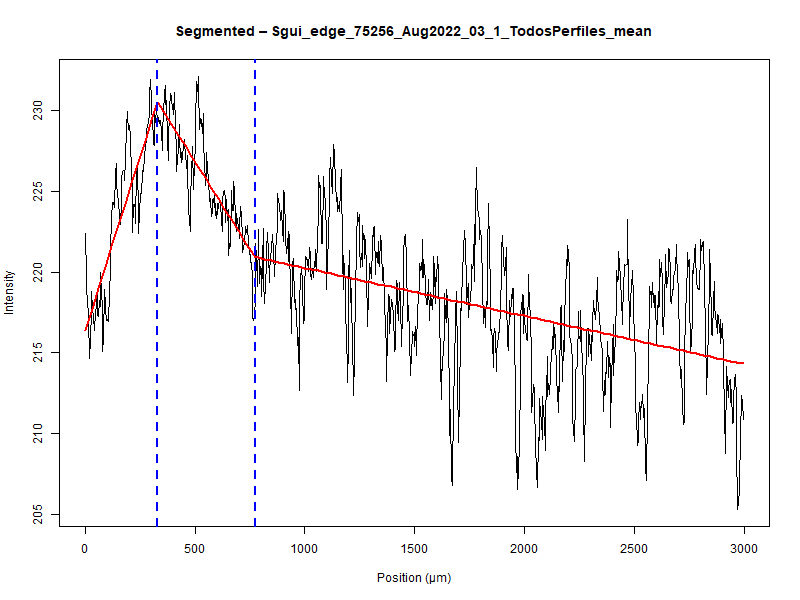 Segmented – Sgui_edge_75256_Aug2022_03_1_TodosPerfiles_mean
Intensity
230
225
220
215
210
205
0 500 1000 1500 2000 2500 3000
Position (µm)